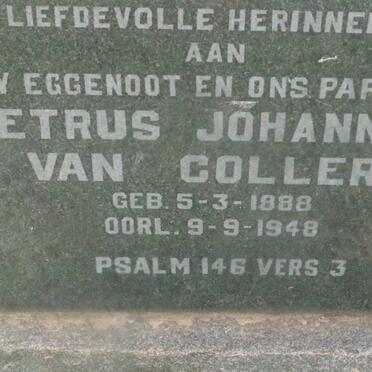 LIEFDEVOLLE HERINNE
AAN
Y EGGENOOT EN ONS PAP
ETRUS JOHANN
VAN COLLER
GEB. 5-3-1888
OORL. 9-9-1948
PSALM 146 VERS 3